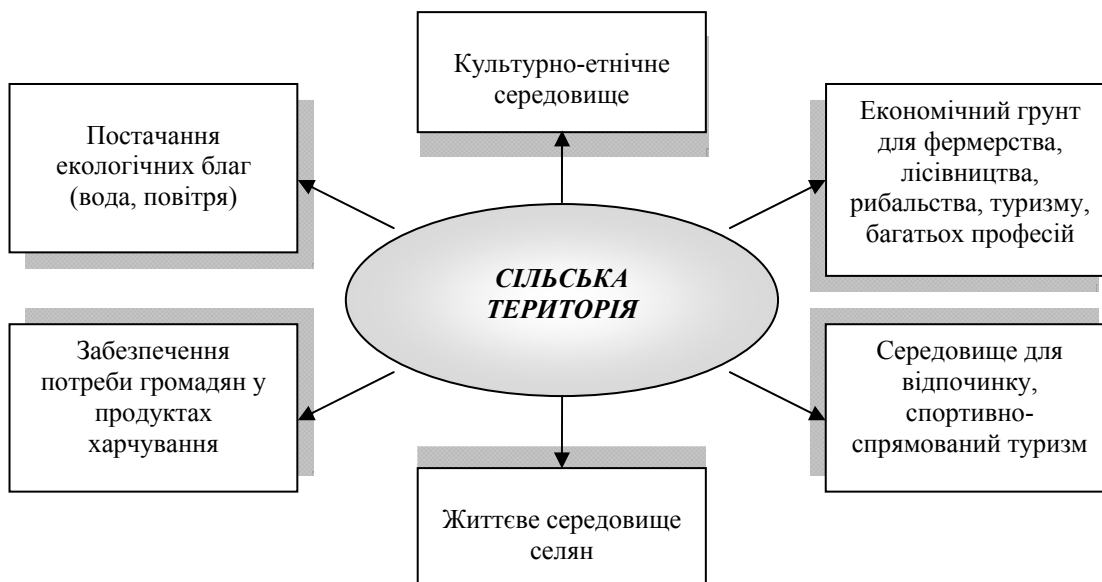 Культурно-етнічне
середовище
Постачання
екологічних благ
(вода, повітря)
Економічний грунт
для фермерства,
лісівництва,
рибальства, туризму,
багатьох професій
СІЛЬСЬКА
ТЕРИТОРІЯ
Забезпечення
потреби громадян у
продуктах
харчування
Середовище для
відпочинку,
спортивно-
спрямований туризм
Життєве середовище
селян